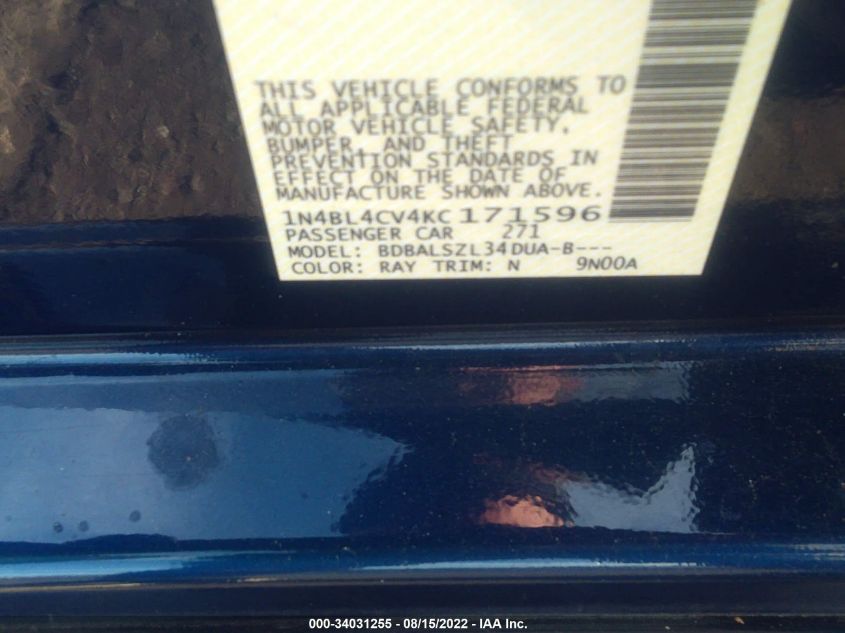 THIS VEHICLE CONFORMS TO
ALL APPLICABLE FEDERAL
MOTOR VEHICLE SAFETY,
BUMPER, AND THEFT
PREVENTION STANDARDS IN
EFFECT ON THE DATE OF
MANUFACTURE SHOWN ABOVE.
1N4BL4CV4KC171596
PASSENGER CAR 271
MODEL: BDBALSZL34DUA-B---
COLOR: RAY TRIM: N 9N00A
000-34031255 - 08/15/2022 - IAA Inc.